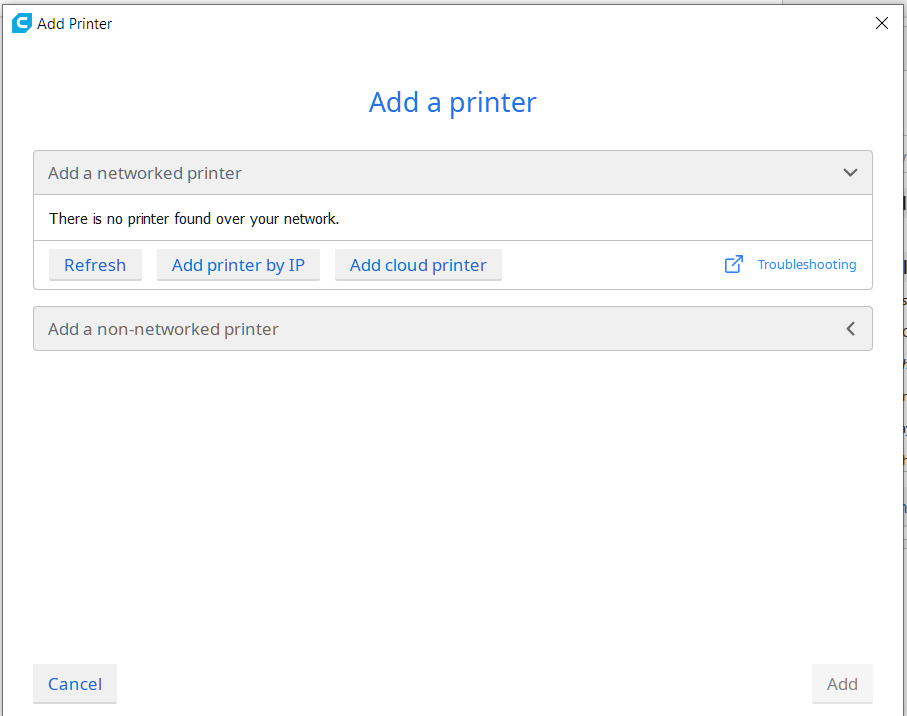 Add Printer
Add a printer
Add a networked printer
There is no printer found over your network.
Refresh Add printer by IP Add cloud printer Troubleshooting
Add a non-networked printer
Cancel Add